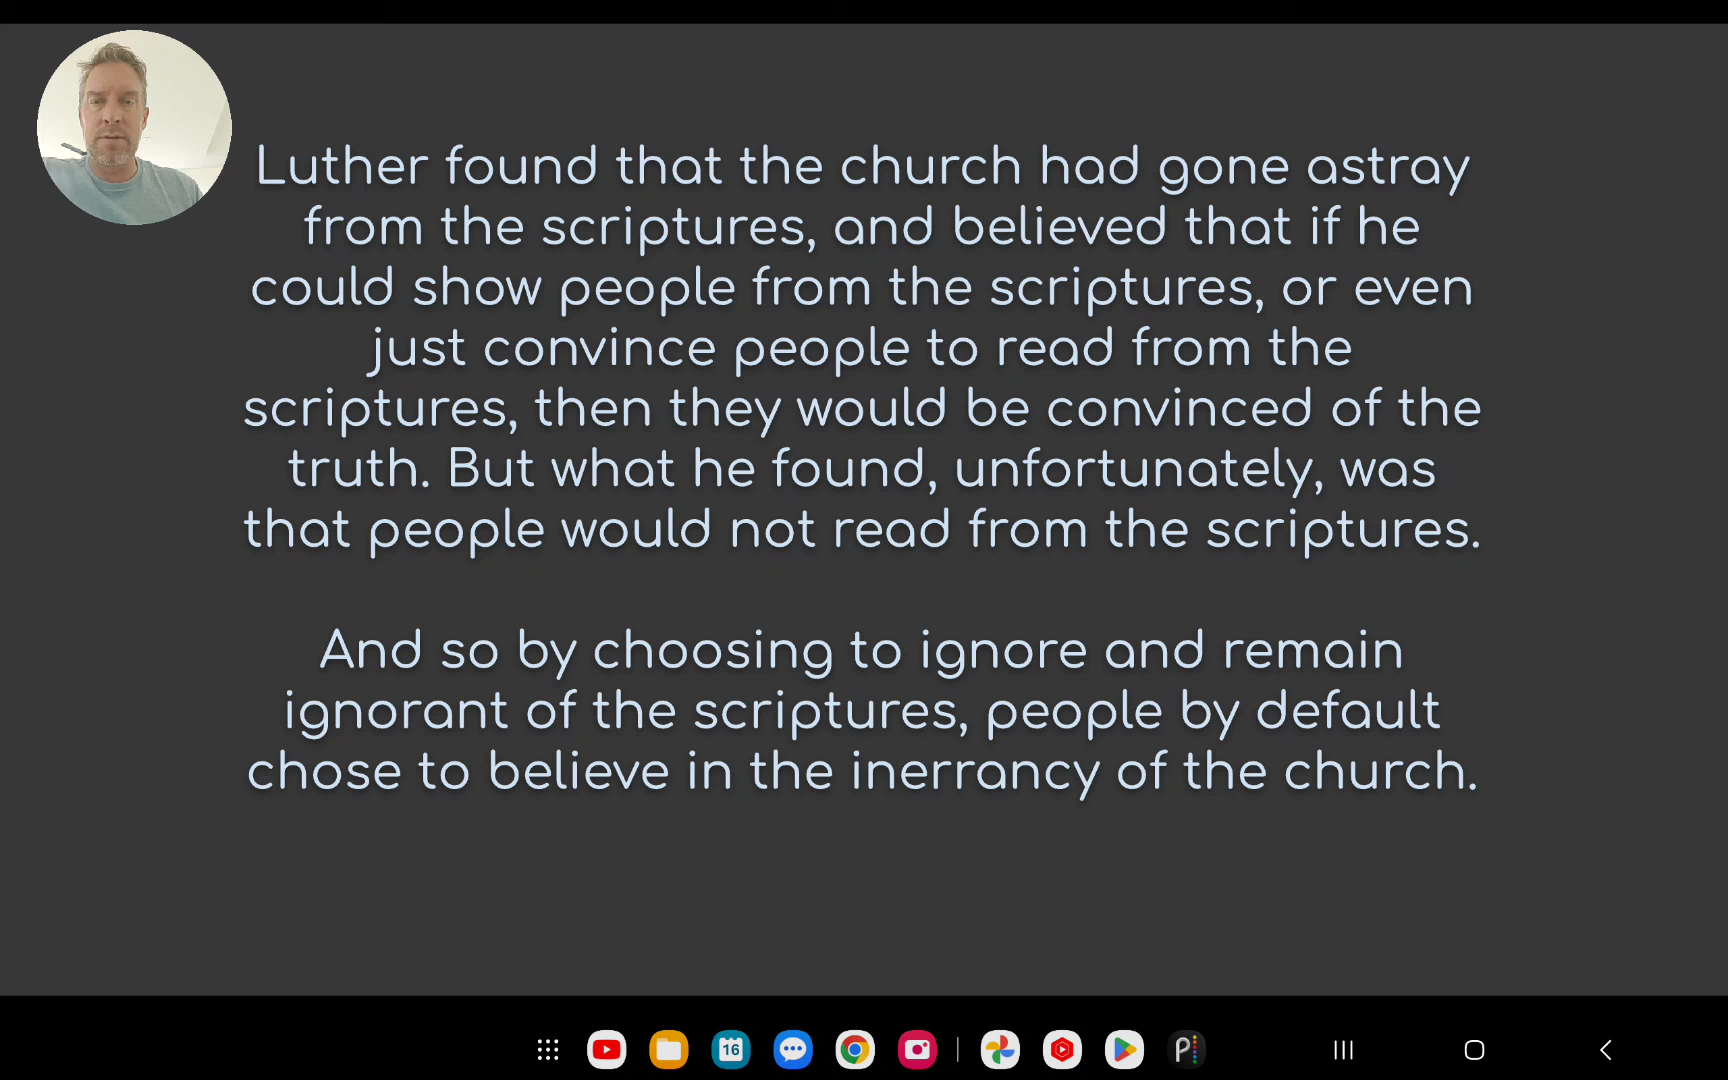 Luther found that the church had gone astray
from the scriptures, and believed that if he
could show people from the scriptures, or even
just convince people to read from the
scriptures, then they would be convinced of the
truth. But what he found, unfortunately, was
that people would not read from the scriptures.
And so by choosing to ignore and remain
ignorant of the scriptures, people by default
chose to believe in the inerrancy of the church.
16